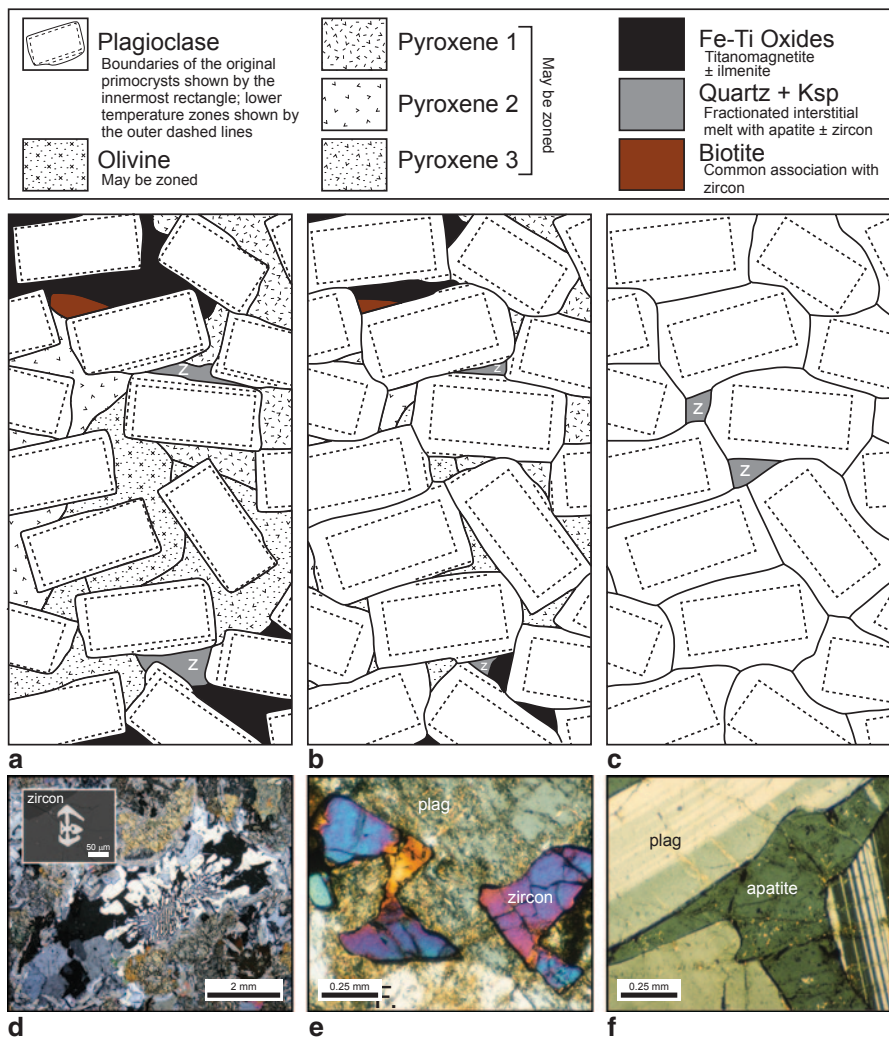 Plagioclase
Boundaries of the original
primocrysts shown by the
innermost rectangle; lower
temperature zones shown by
the outer dashed lines
Olivine
May be zoned
Pyroxene 1
Pyroxene 2
Pyroxene 3
May be zoned
Fe-Ti Oxides
Titanomagnetite
± ilmenite
Quartz + Ksp
Fractionated interstitial
melt with apatite ± zircon
Biotite
Common association with
zircon
z
z
a
z
z
b
z
z
c
zircon
50 µm
2 mm
d
plag
zircon
0.25 mm
e
plag
apatite
0.25 mm
f